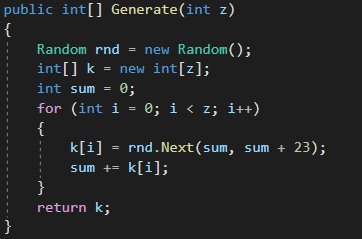 public int[] Generate(int z)
{
    Random rnd = new Random();
    int[] k = new int[z];
    int sum = 0;
    for (int i = 0; i < z; i++)
    {
        k[i] = rnd.Next(sum, sum + 23);
        sum += k[i];
    }
    return k;
}